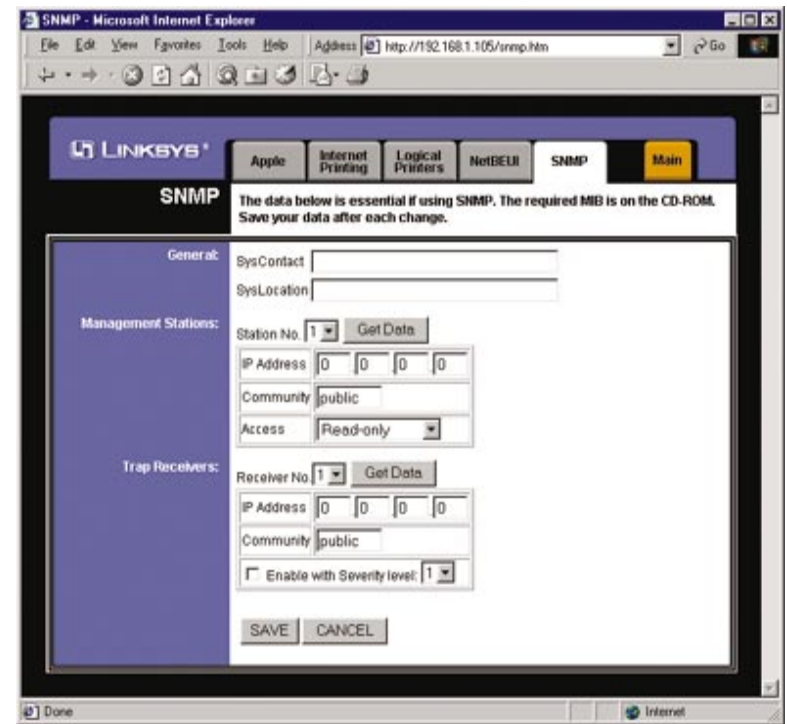 SNMP - Microsoft Internet Explorer
File Edit View Favorites Tools Help Address http://192.168.1.105/snmp.htm Go
LINKSYS®
Apple Internet Printing Logical Printers NetBEUI SNMP Main
SNMP
The data below is essential if using SNMP. The required MIB is on the CD-ROM.
Save your data after each change.
General:
SysContact
SysLocation
Management Stations:
Station No. 1 Get Data
IP Address 0 .0 .0 .0
Community public
Access Read-only
Trap Receivers:
Receiver No. 1 Get Data
IP Address 0 .0 .0 .0
Community public
Enable with Severity level: 1
SAVE CANCEL
Done Internet